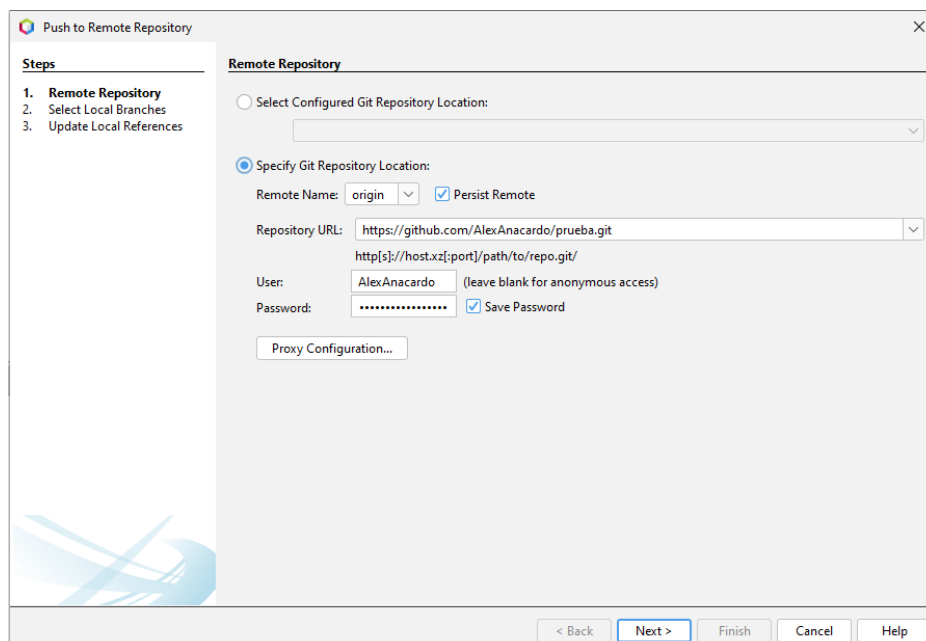 Push to Remote Repository
Steps
1. Remote Repository
2. Select Local Branches
3. Update Local References
Remote Repository
Select Configured Git Repository Location:
Specify Git Repository Location:
Remote Name: origin Persist Remote
Repository URL: https://github.com/AlexAnacardo/prueba.git
http[s]://host.xz[:port]/path/to/repo.git/
User: AlexAnacardo (leave blank for anonymous access)
Password: ••••••••••••••••• Save Password
Proxy Configuration...
< Back Next > Finish Cancel Help